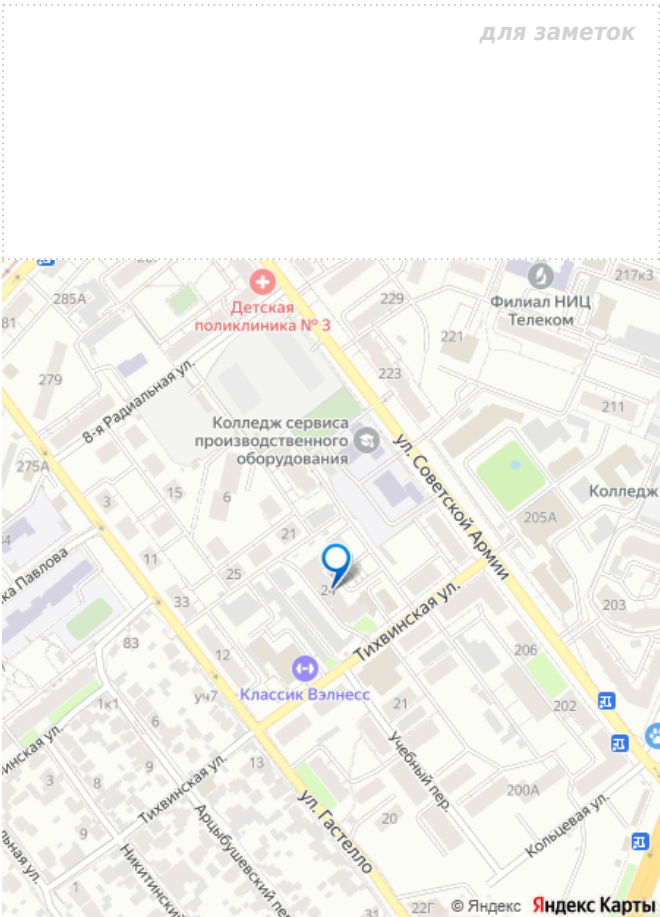 для заметок
217к3
285А
229
Филиал НИЦ
Телеком
Детская
поликлиника № 3
81
221
279
223
8-я Радиальная ул.
211
Колледж сервиса
производственного
оборудования
ул. Советской Армии
275А
15
6
Колледж
3
205А
21
11
ка Павлова
25
24
33
203
Тихвинская ул.
83
12
206
Классик Вэлнесс
уч7
1к1
21
202
6
Учебный пер.
13
3
8
9
Тихвинская ул.
200А
ул. Гастелло
20
Кольцевая ул.
9
Арцыбушевский пер.
Никитинский
1
22Г
© Яндекс Яндекс Карты